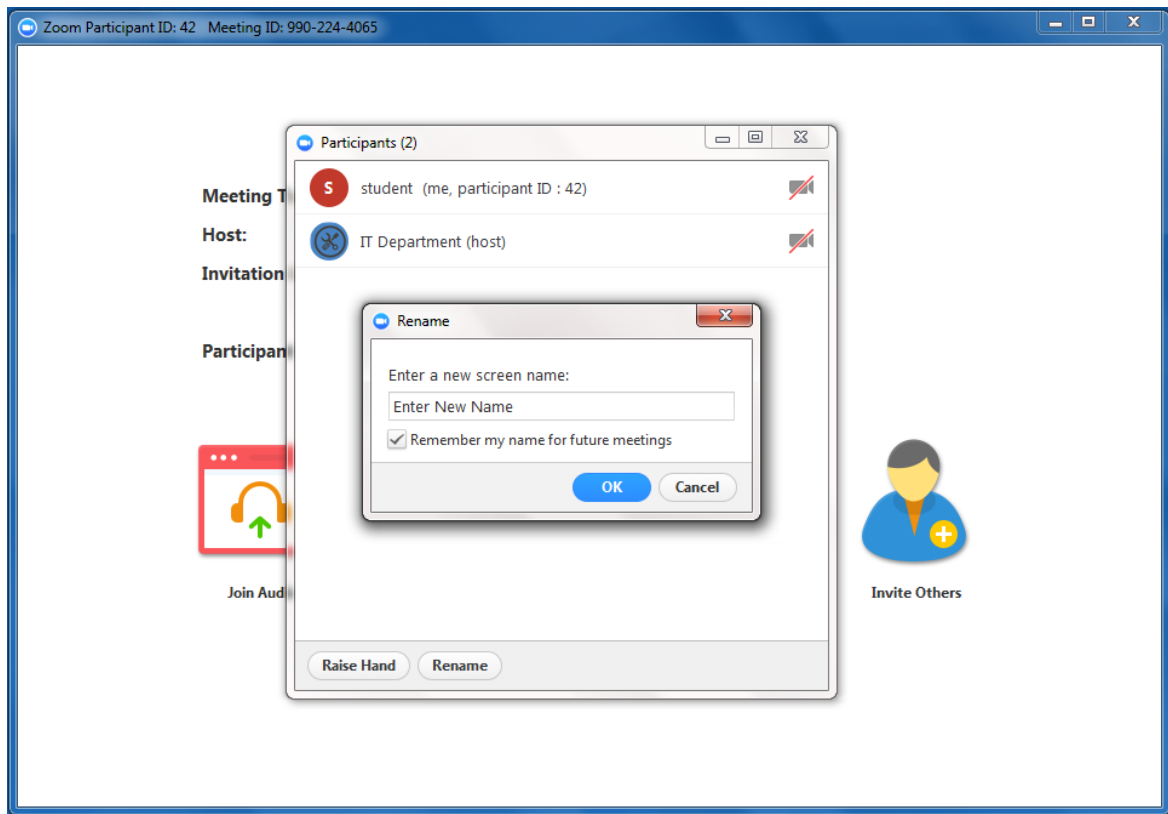 Zoom Participant ID: 42 Meeting ID: 990-224-4065
Participants (2)
S student (me, participant ID : 42)
IT Department (host)
Meeting T
Host:
Invitation
Participan
Rename
Enter a new screen name:
Enter New Name
Remember my name for future meetings
OK Cancel
Join Aud
Invite Others
Raise Hand Rename